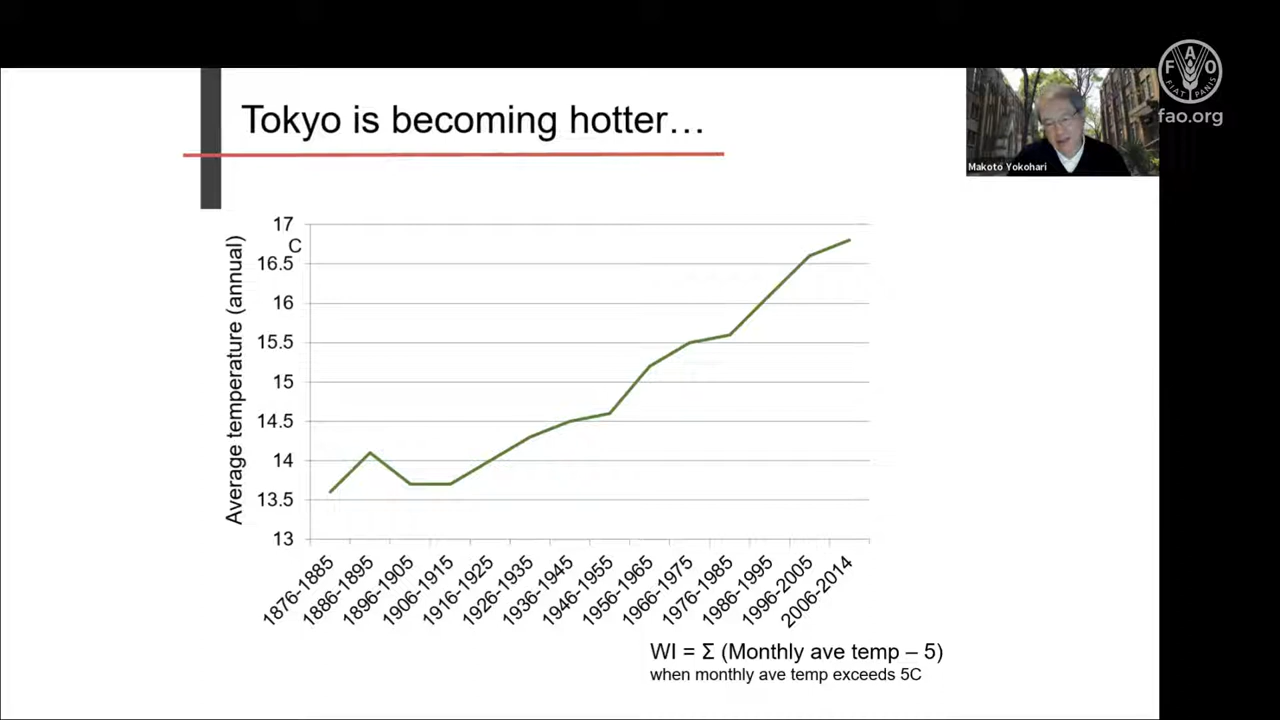 Tokyo is becoming hotter…
F A O
FIAT PANIS
fao.org
Makoto Yokohari
Average temperature (annual)
17
C
16.5
16
15.5
15
14.5
14
13.5
13
1876-1885
1886-1895
1896-1905
1906-1915
1916-1925
1926-1935
1936-1945
1946-1955
1956-1965
1966-1975
1976-1985
1986-1995
1996-2005
2006-2014
WI = Σ (Monthly ave temp – 5)
when monthly ave temp exceeds 5C